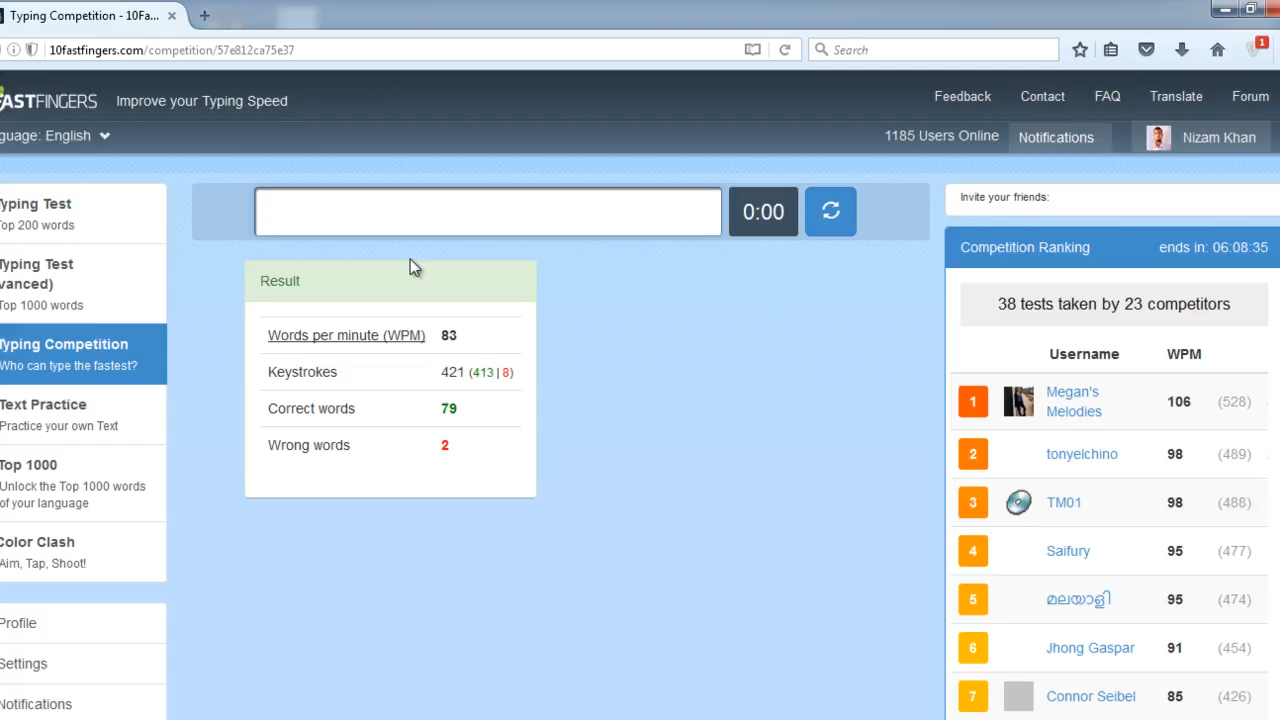 Typing Competition - 10Fa...
10fastfingers.com/competition/57e812ca75e37
Search
1
ASTFINGERS
Improve your Typing Speed
Feedback
Contact
FAQ
Translate
Forum
guage: English
1185 Users Online
Notifications
Nizam Khan
yping Test
Top 200 words
yping Test
vanced)
Top 1000 words
yping Competition
Who can type the fastest?
Text Practice
Practice your own Text
Top 1000
Unlock the Top 1000 words
of your language
Color Clash
Aim, Tap, Shoot!
Profile
Settings
Notifications
0:00
Result
Words per minute (WPM) 83
Keystrokes 421 (413 | 8)
Correct words 79
Wrong words 2
Invite your friends:
Competition Ranking ends in: 06:08:35
38 tests taken by 23 competitors
Username WPM
1 Megan's Melodies 106 (528)
2 tonyelchino 98 (489)
3 TM01 98 (488)
4 Saifury 95 (477)
5 മലയാളി 95 (474)
6 Jhong Gaspar 91 (454)
7 Connor Seibel 85 (426)